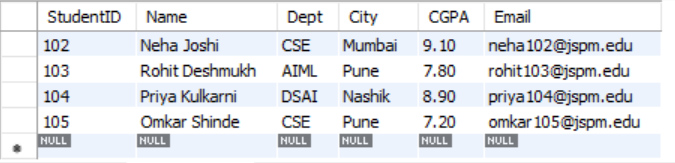 StudentID Name Dept City CGPA Email
102 Neha Joshi CSE Mumbai 9.10 neha102@jspm.edu
103 Rohit Deshmukh AIML Pune 7.80 rohit103@jspm.edu
104 Priya Kulkarni DSAI Nashik 8.90 priya104@jspm.edu
105 Omkar Shinde CSE Pune 7.20 omkar105@jspm.edu
NULL NULL NULL NULL NULL NULL